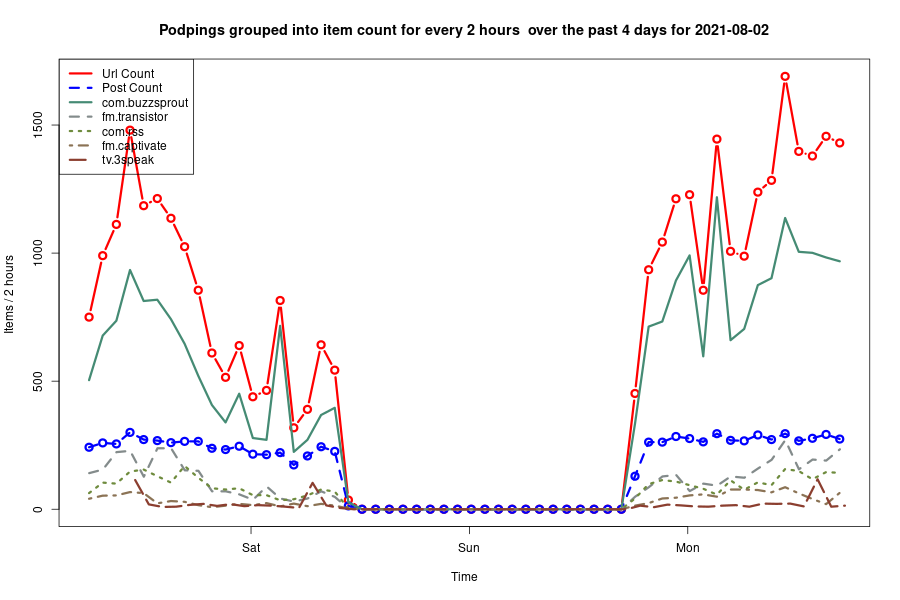 Podpings grouped into item count for every 2 hours  over the past 4 days for 2021-08-02
Url Count
Post Count
com.buzzsprout
fm.transistor
com.rss
fm.captivate
tv.3speak
Items / 2 hours
1500
1000
500
0
Sat
Sun
Mon
Time